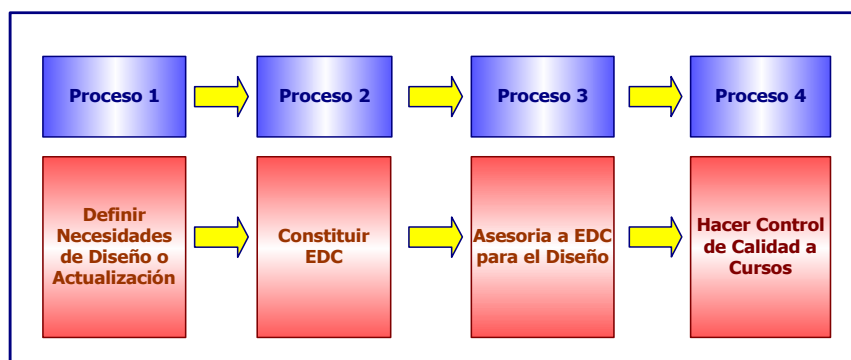 Proceso 1
Proceso 2
Proceso 3
Proceso 4
Definir
Necesidades
de Diseño o
Actualización
Constituir
EDC
Asesoria a EDC
para el Diseño
Hacer Control
de Calidad a
Cursos